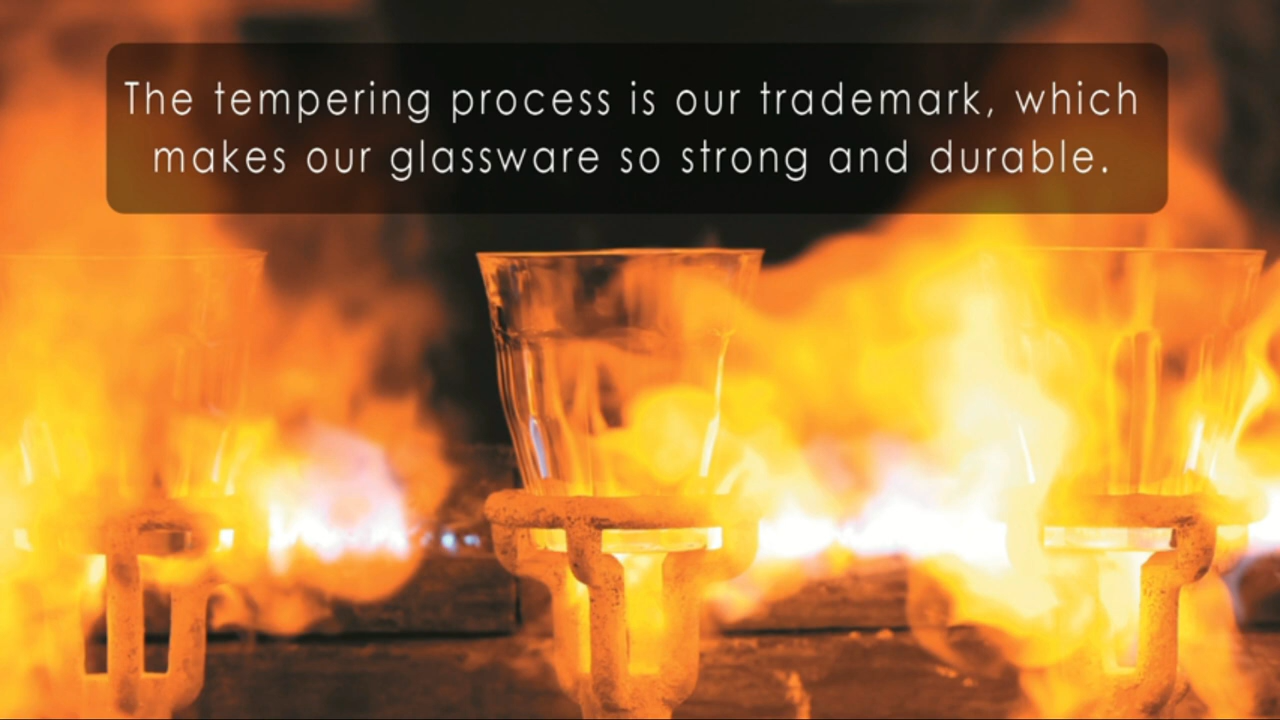 The tempering process is our trademark, which
makes our glassware so strong and durable.